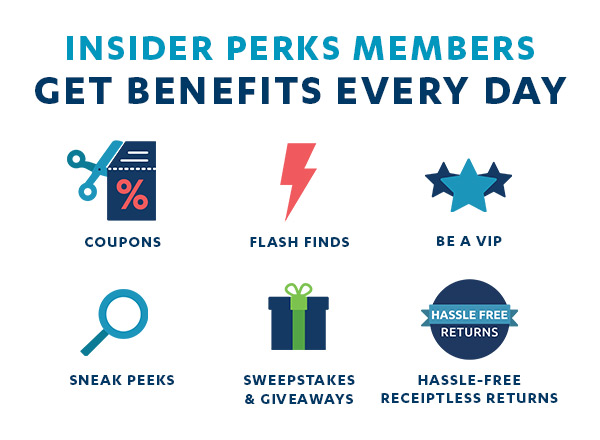 INSIDER PERKS MEMBERS
GET BENEFITS EVERY DAY
%
COUPONS
FLASH FINDS
BE A VIP
HASSLE FREE
RETURNS
SNEAK PEEKS
SWEEPSTAKES
& GIVEAWAYS
HASSLE-FREE
RECEIPTLESS RETURNS